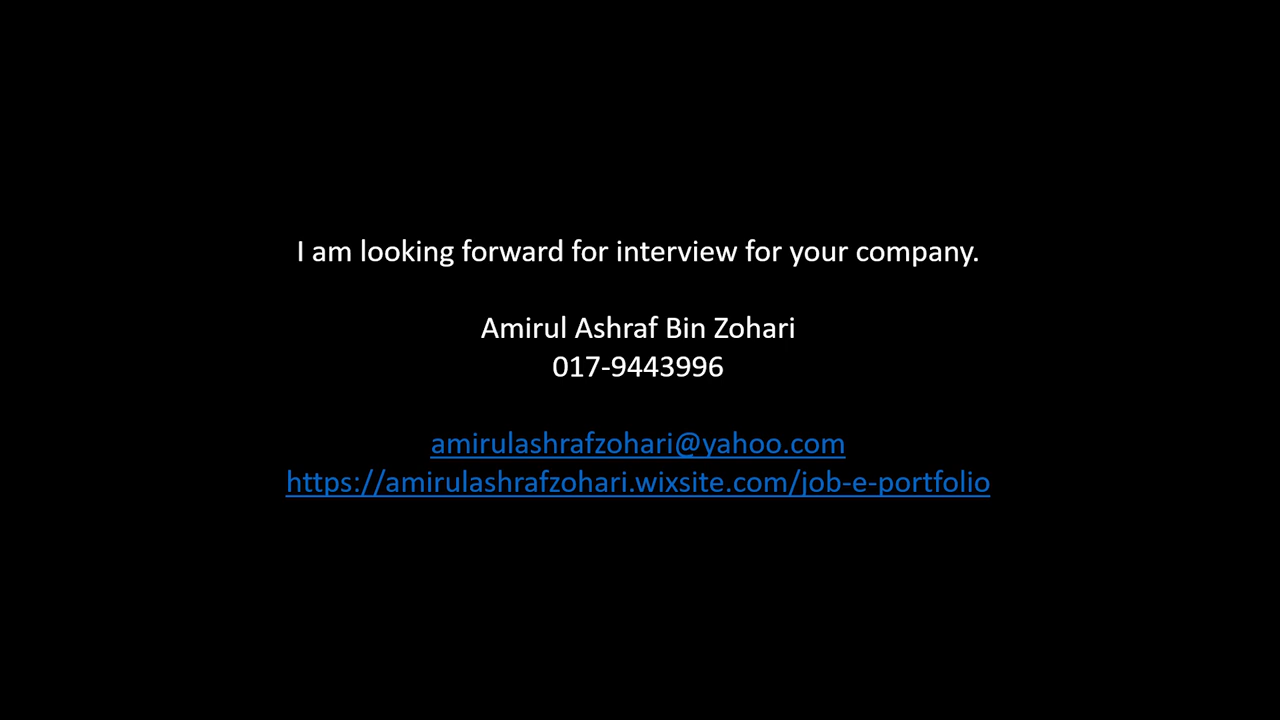 I am looking forward for interview for your company.
Amirul Ashraf Bin Zohari
017-9443996
amirulashrafzohari@yahoo.com
https://amirulashrafzohari.wixsite.com/job-e-portfolio